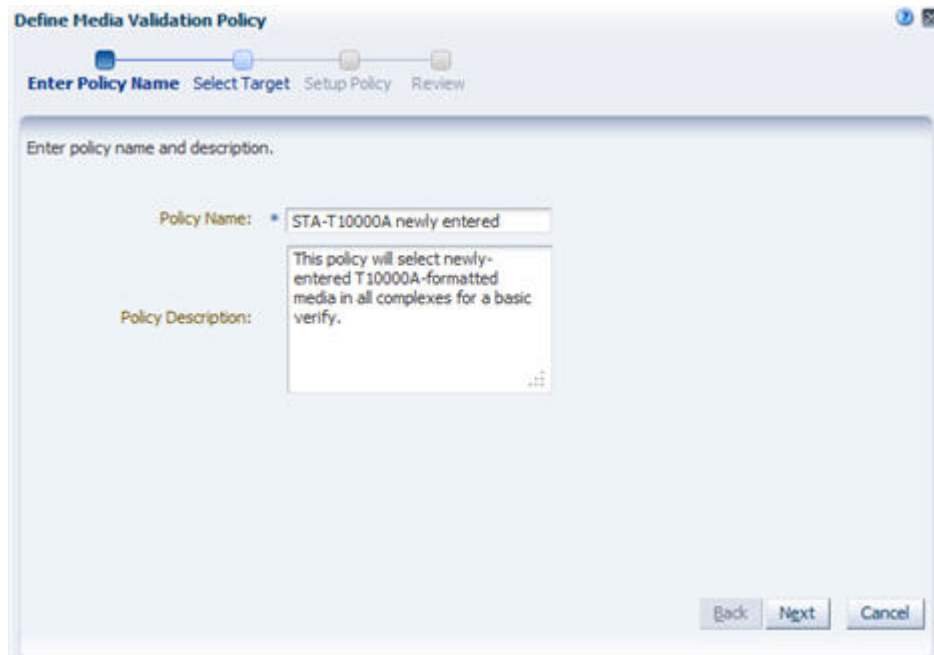 Define Media Validation Policy
Enter Policy Name Select Target Setup Policy Review
Enter policy name and description.
Policy Name: * STA-T10000A newly entered
Policy Description:
This policy will select newly-
entered T10000A-formatted
media in all complexes for a basic
verify.
Back Next Cancel